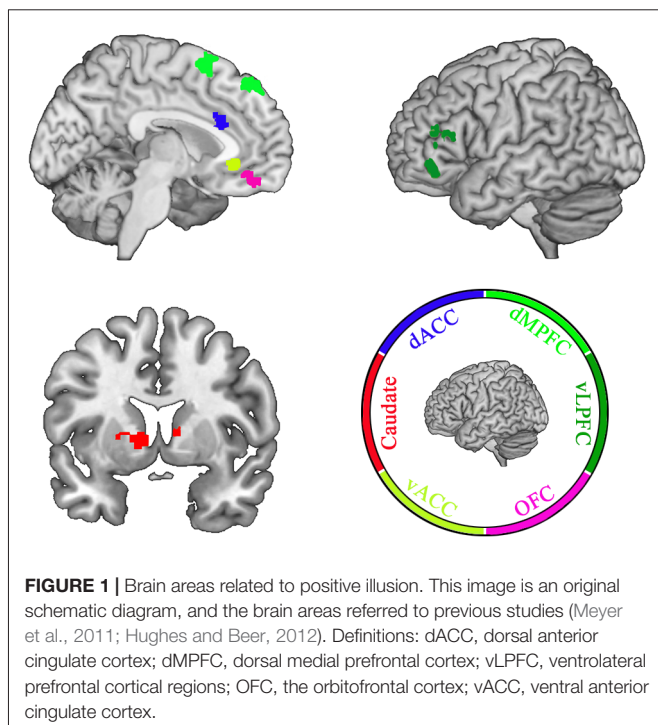 dACC
dMPFC
Caudate
vLPFC
vACC
OFC
FIGURE 1 | Brain areas related to positive illusion. This image is an original
schematic diagram, and the brain areas referred to previous studies (Meyer
et al., 2011; Hughes and Beer, 2012). Definitions: dACC, dorsal anterior
cingulate cortex; dMPFC, dorsal medial prefrontal cortex; vLPFC, ventrolateral
prefrontal cortical regions; OFC, the orbitofrontal cortex; vACC, ventral anterior
cingulate cortex.